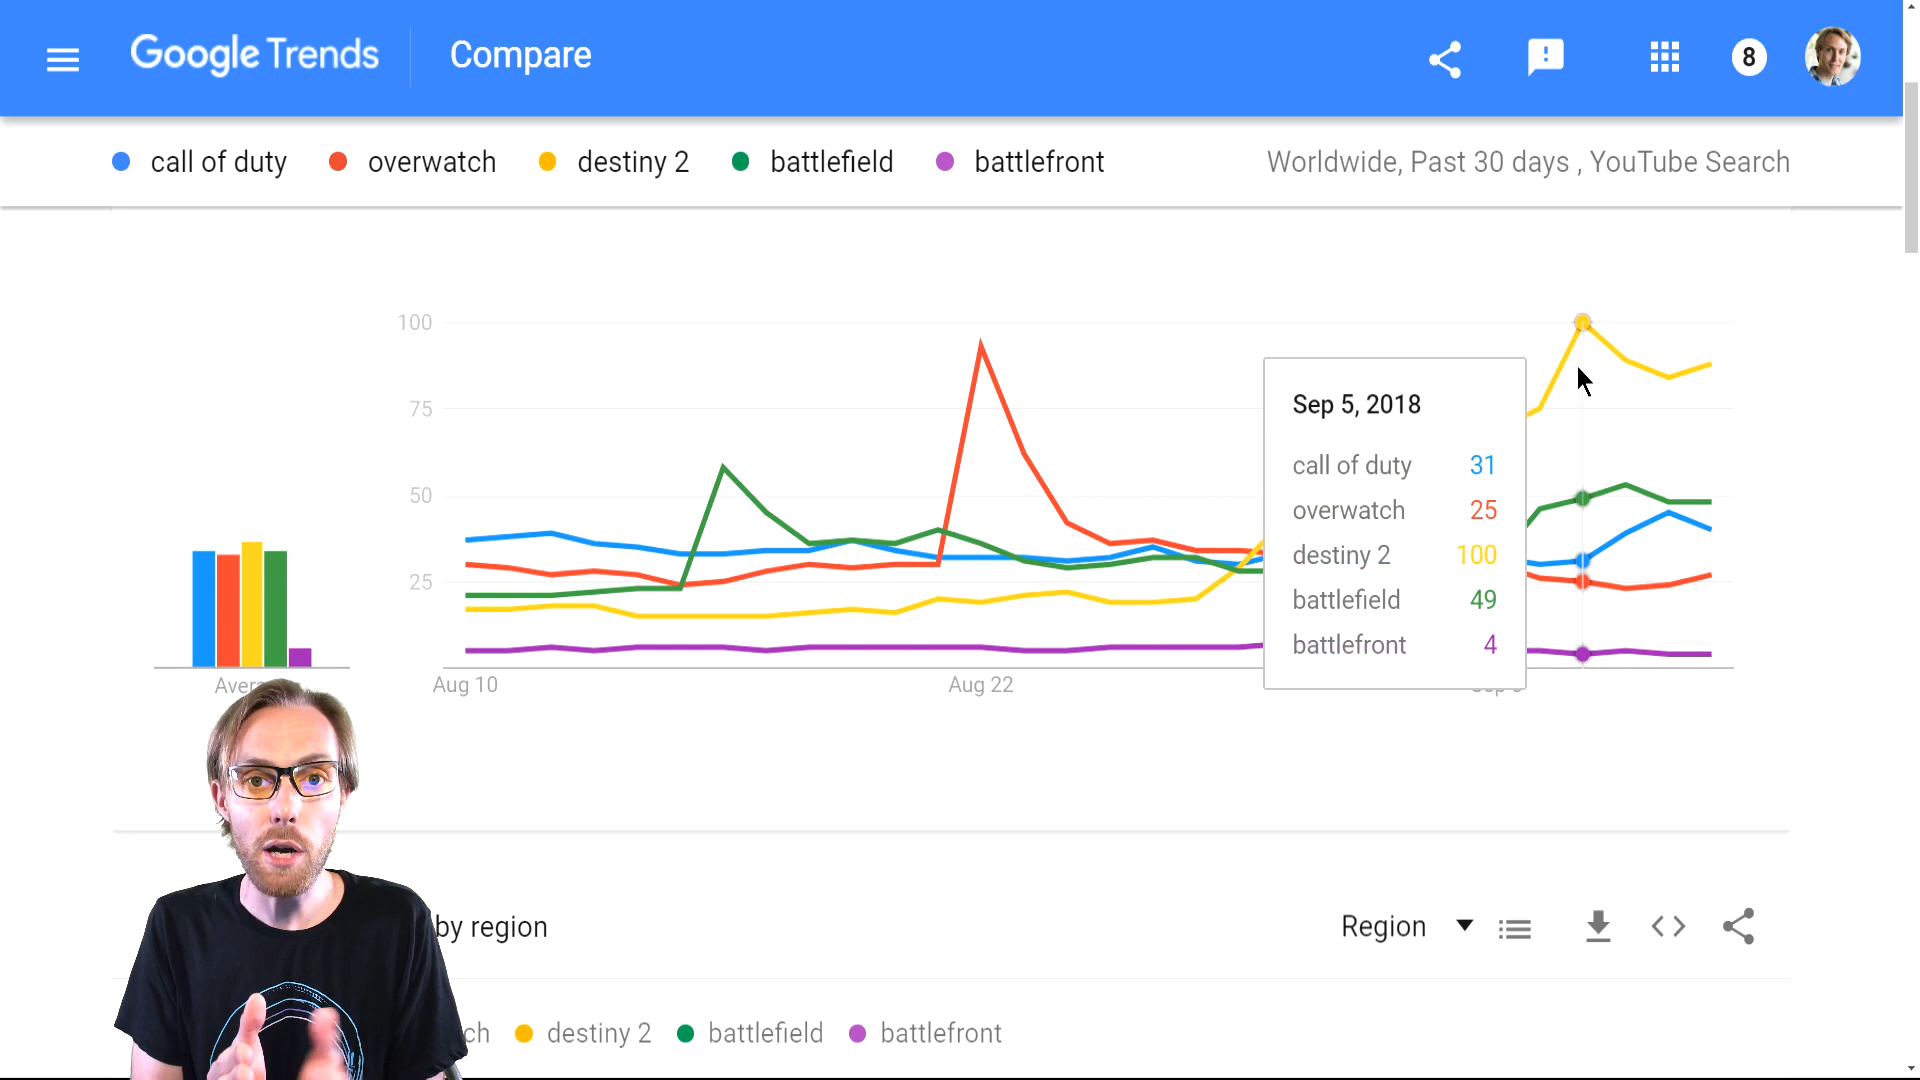 Google Trends
Compare
8
call of duty
overwatch
destiny 2
battlefield
battlefront
Worldwide, Past 30 days , YouTube Search
100
75
50
25
Aug 10
Aug 22
Sep 5, 2018
call of duty 31
overwatch 25
destiny 2 100
battlefield 49
battlefront 4
by region
Region
destiny 2
battlefield
battlefront